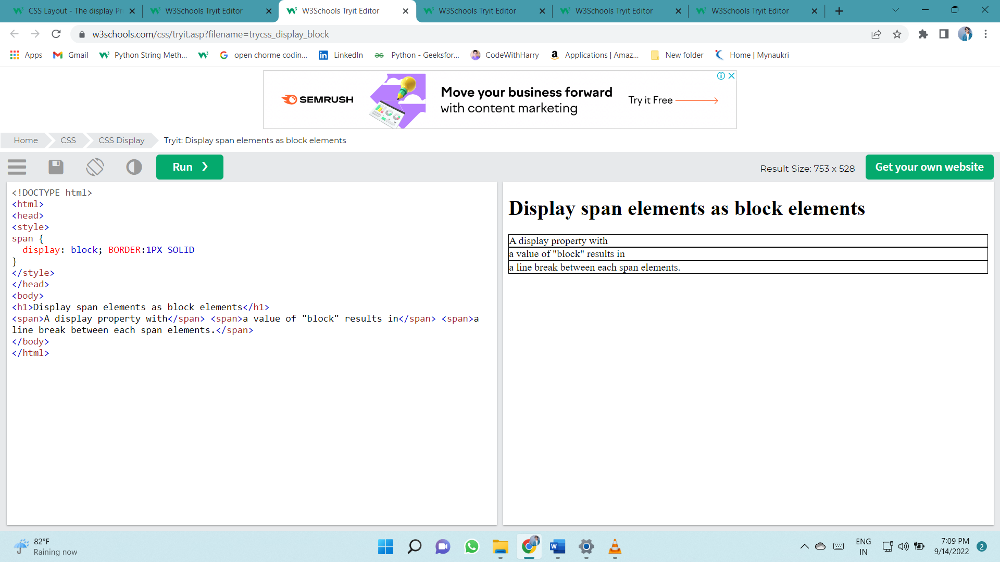 CSS Layout - The display Pr
W3Schools Tryit Editor
W3Schools Tryit Editor
W3Schools Tryit Editor
W3Schools Tryit Editor
W3Schools Tryit Editor
w3schools.com/css/tryit.asp?filename=trycss_display_block
Apps
Gmail
Python String Meth...
open chorme codin...
LinkedIn
Python - Geeksfor...
CodeWithHarry
Applications | Amaz...
New folder
Home | Mynaukri
SEMRUSH
Move your business forward
with content marketing
Try it Free
Home
CSS
CSS Display
Tryit: Display span elements as block elements
Run ❯
Result Size: 753 x 528
Get your own website
<!DOCTYPE html>
<html>
<head>
<style>
span {
  display: block; BORDER:1PX SOLID
}
</style>
</head>
<body>
<h1>Display span elements as block elements</h1>
<span>A display property with</span> <span>a value of "block" results in</span> <span>a
line break between each span elements.</span>
</body>
</html>
Display span elements as block elements
A display property with
a value of "block" results in
a line break between each span elements.
82°F
Raining now
ENG
IN
7:09 PM
9/14/2022
2